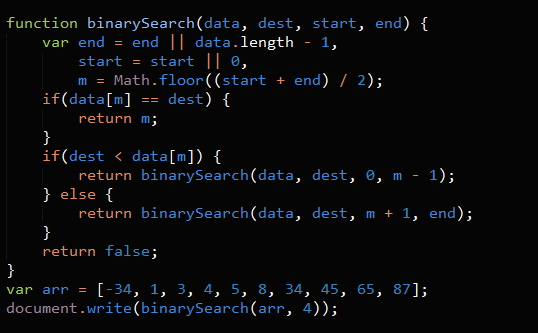 function binarySearch(data, dest, start, end) {
    var end = end || data.length - 1,
        start = start || 0,
        m = Math.floor((start + end) / 2);
    if(data[m] == dest) {
        return m;
    }
    if(dest < data[m]) {
        return binarySearch(data, dest, 0, m - 1);
    } else {
        return binarySearch(data, dest, m + 1, end);
    }
    return false;
}
var arr = [-34, 1, 3, 4, 5, 8, 34, 45, 65, 87];
document.write(binarySearch(arr, 4));